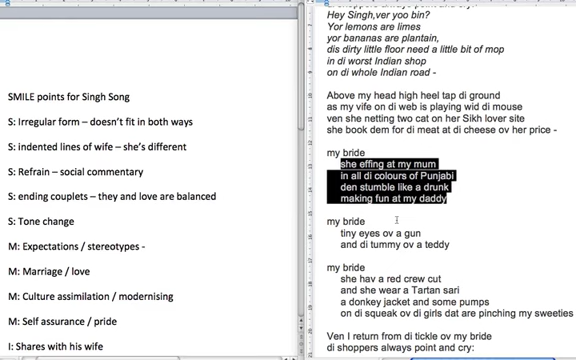 SMILE points for Singh Song
S: Irregular form – doesn't fit in both ways
S: indented lines of wife – she's different
S: Refrain – social commentary
S: ending couplets – they and love are balanced
S: Tone change
M: Expectations / stereotypes -
M: Marriage / love
M: Culture assimilation / modernising
M: Self assurance / pride
I: Shares with his wife
Hey Singh,ver yoo bin?
Yor lemons are limes
yor bananas are plantain,
dis dirty little floor need a little bit of mop
in di worst Indian shop
on di whole Indian road -
Above my head high heel tap di ground
as my vife on di web is playing wid di mouse
ven she netting two cat on her Sikh lover site
she book dem for di meat at di cheese ov her price -
my bride
she effing at my mum
in all di colours of Punjabi
den stumble like a drunk
making fun at my daddy
my bride
tiny eyes ov a gun
and di tummy ov a teddy
my bride
she hav a red crew cut
and she wear a Tartan sari
a donkey jacket and some pumps
on di squeak ov di girls dat are pinching my sweeties
Ven I return from di tickle ov my bride
di shoppers always point and cry: